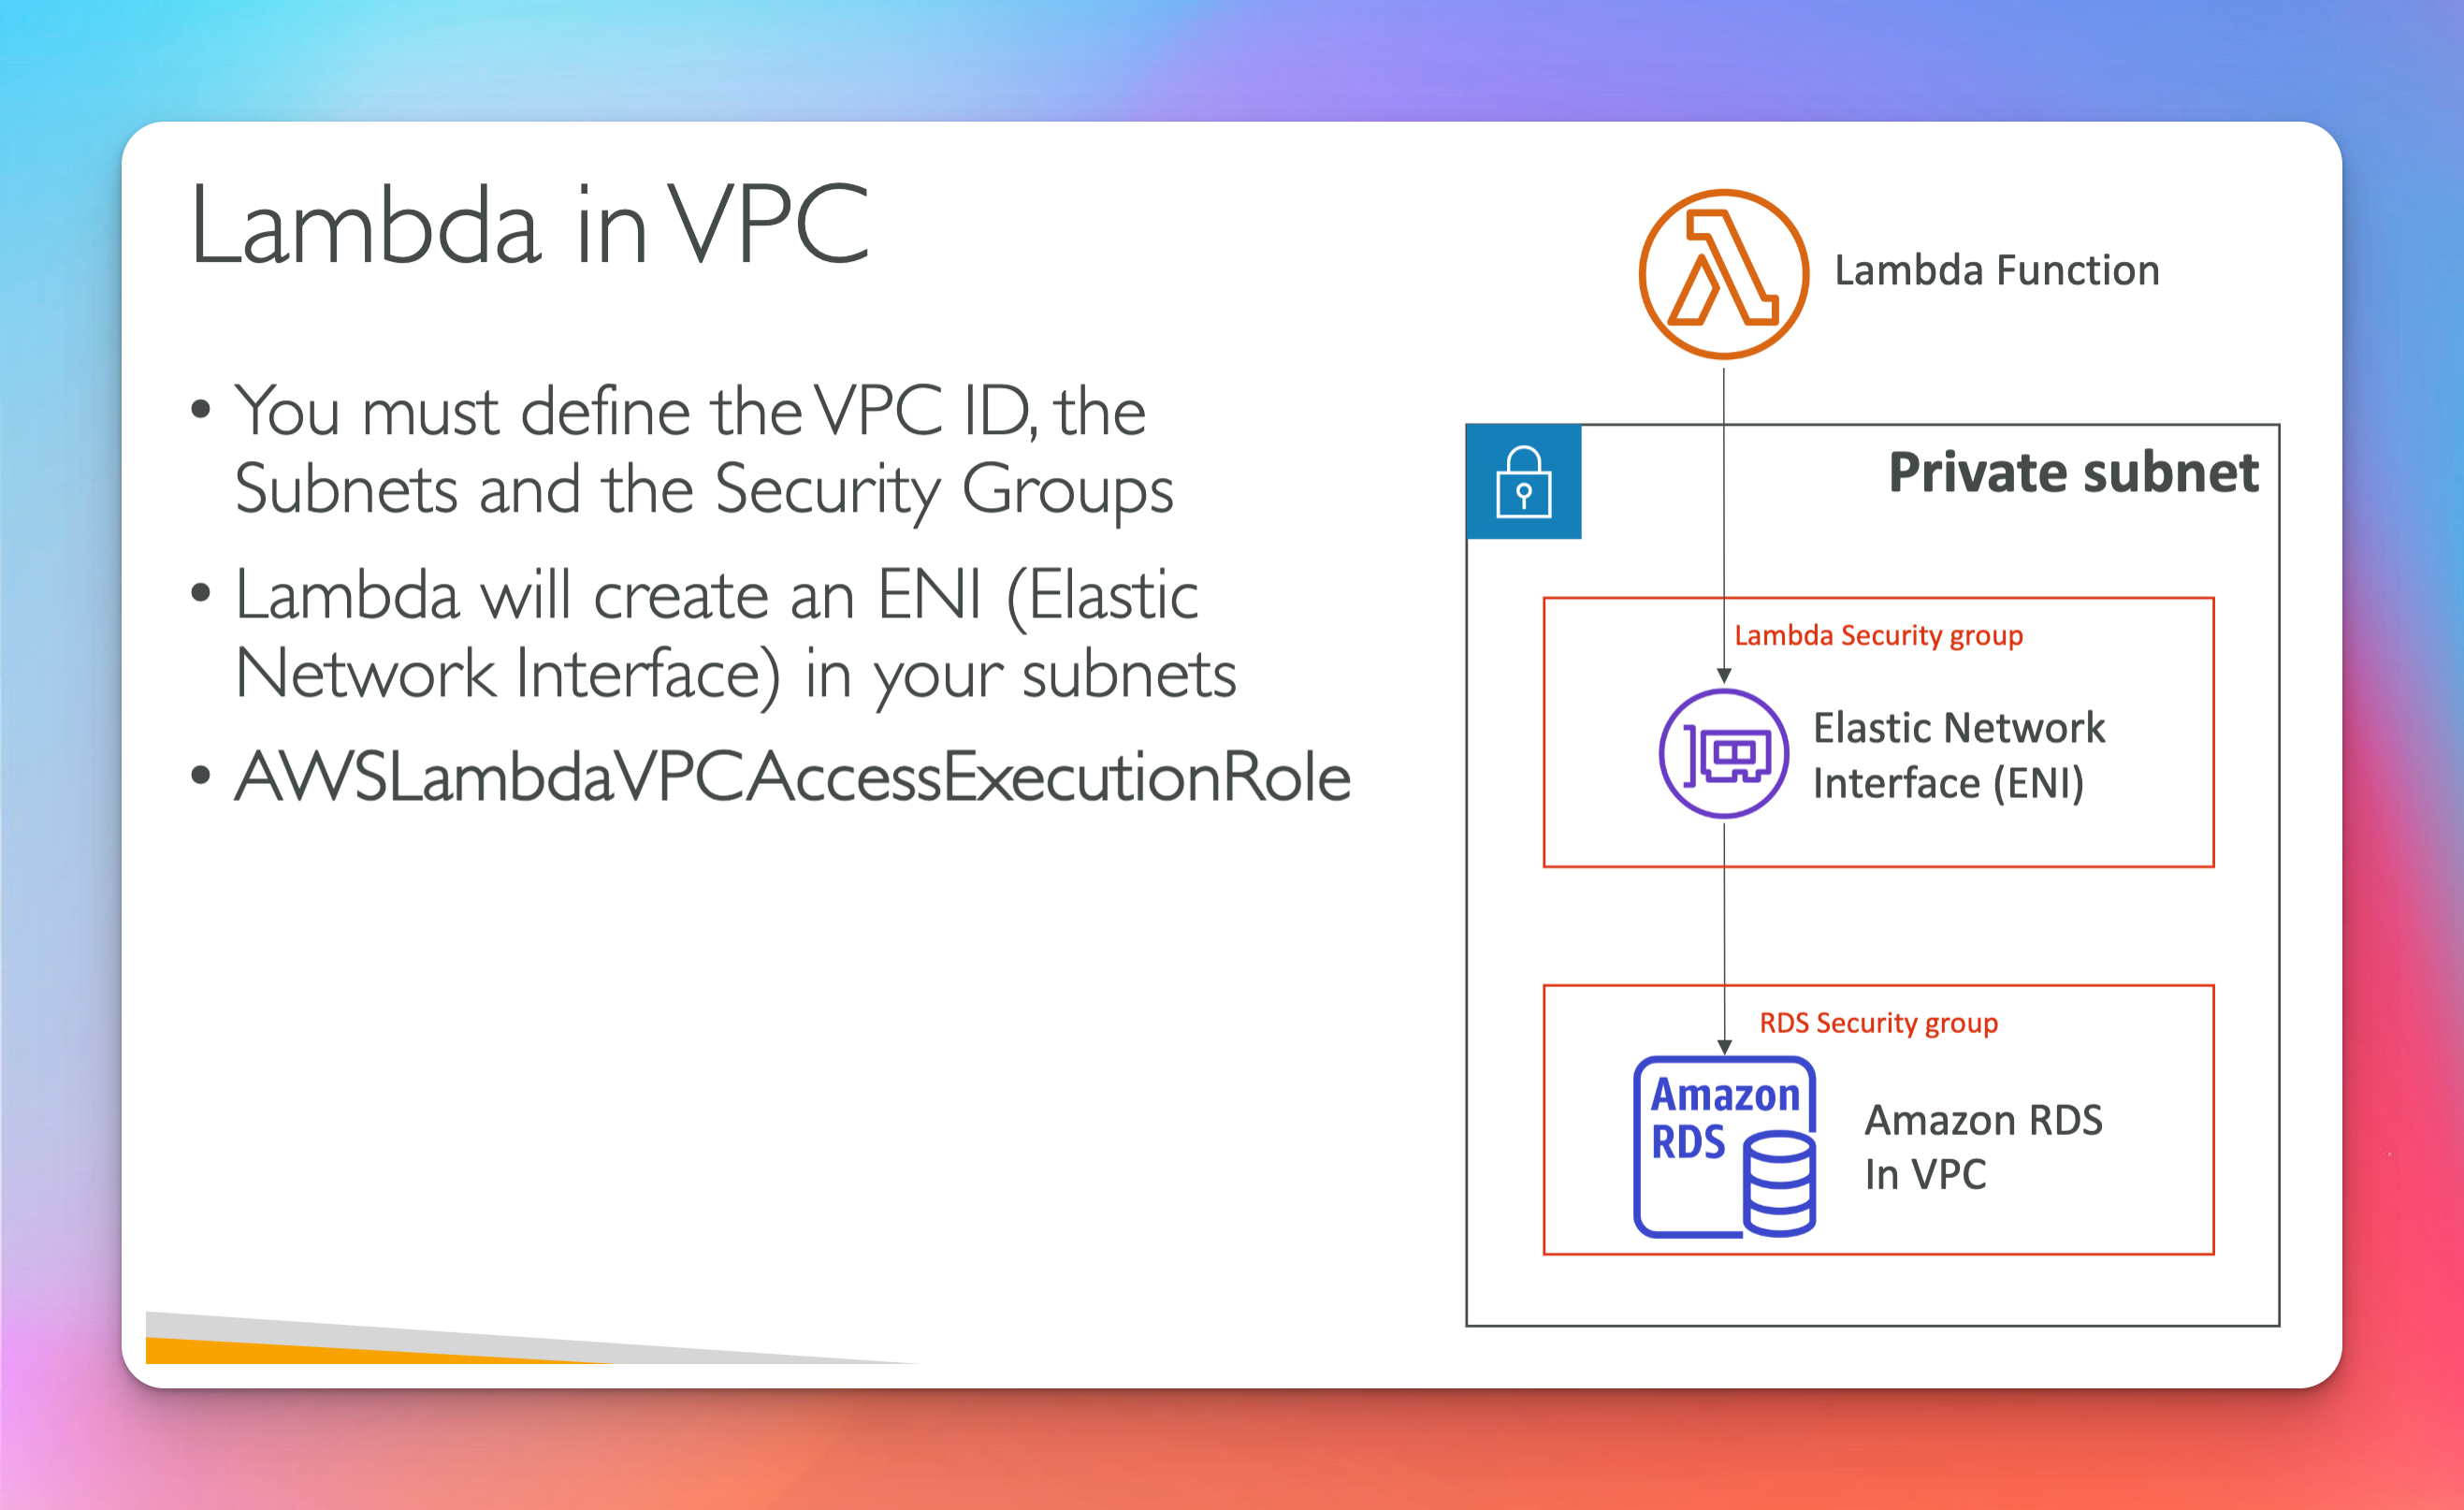 Lambda in VPC
• You must define the VPC ID, the
Subnets and the Security Groups
• Lambda will create an ENI (Elastic
Network Interface) in your subnets
• AWSLambdaVPCAccessExecutionRole
Lambda Function
Private subnet
Lambda Security group
Elastic Network
Interface (ENI)
RDS Security group
Amazon
RDS
Amazon RDS
In VPC